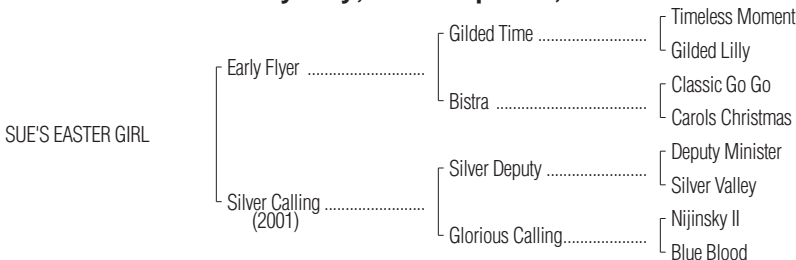 Timeless Moment
Gilded Time ..........................
Gilded Lilly
Early Flyer ............................
Classic Go Go
Bistra ....................................
Carols Christmas
SUE'S EASTER GIRL
Deputy Minister
Silver Deputy ........................
Silver Valley
Silver Calling ........................
(2001)
Nijinsky II
Glorious Calling....................
Blue Blood